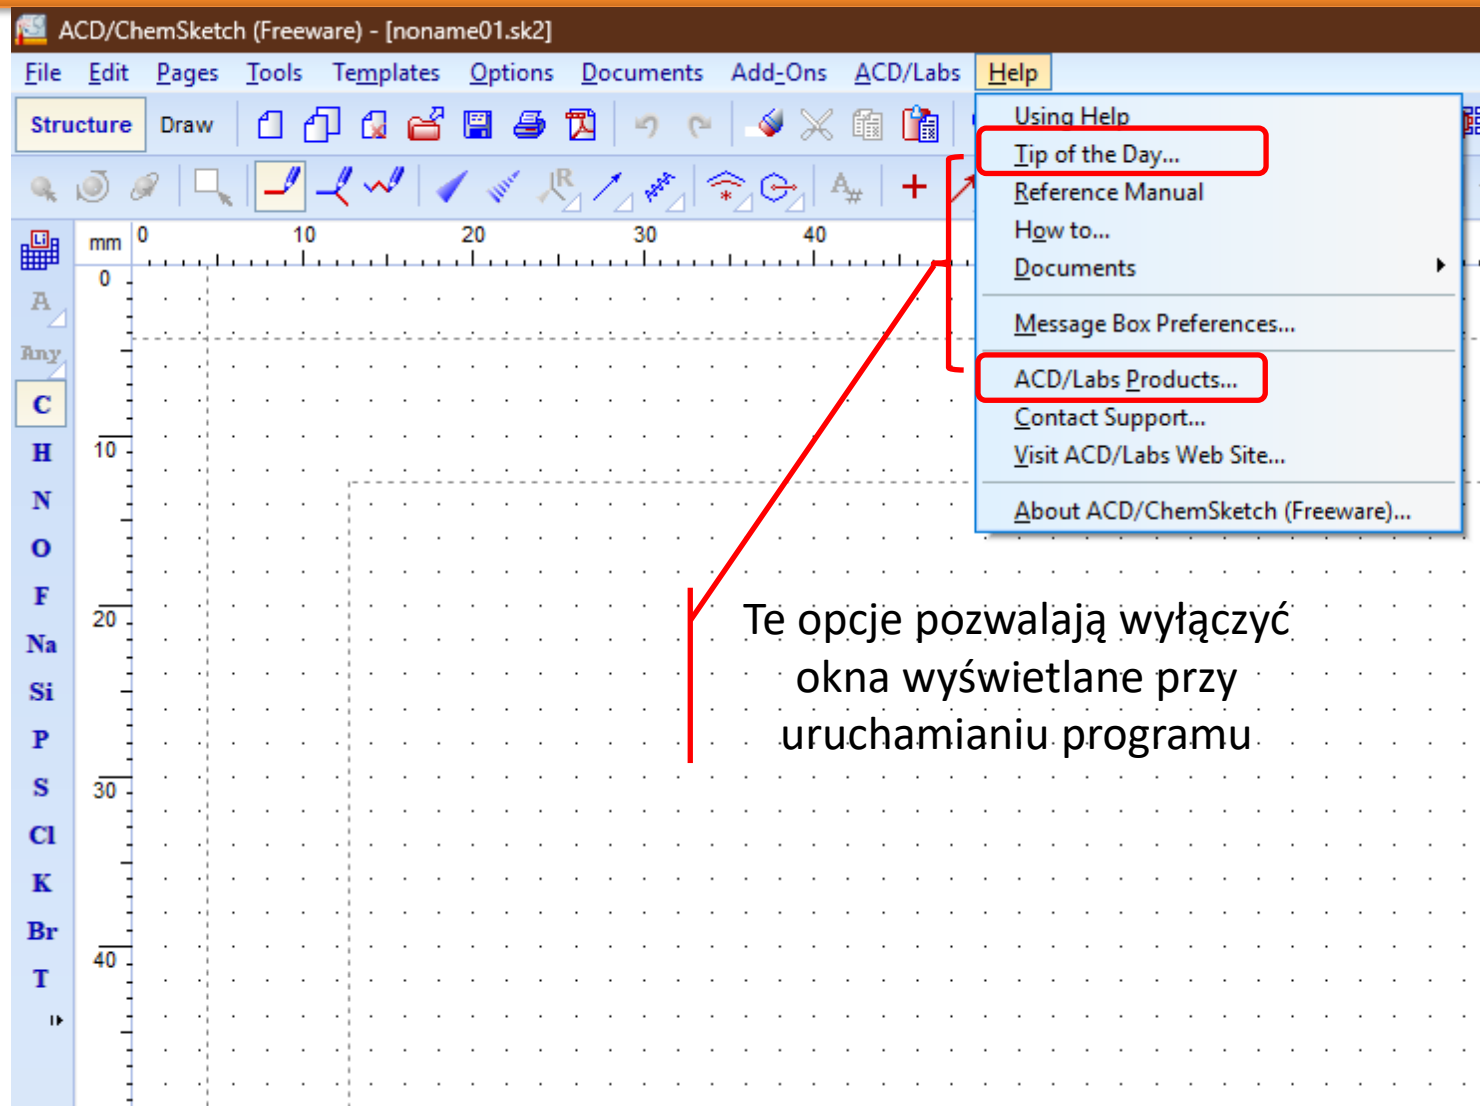 ACD/ChemSketch (Freeware) - [noname01.sk2]
File Edit Pages Tools Templates Options Documents Add-Ons ACD/Labs Help
Structure Draw
Using Help
Tip of the Day...
Reference Manual
How to...
Documents
Message Box Preferences...
ACD/Labs Products...
Contact Support...
Visit ACD/Labs Web Site...
About ACD/ChemSketch (Freeware)...
R A#
Li mm 0 10 20 30 40
0
A
Any
C
H 10
N
O
F
20
Na
Si
P
S 30
Cl
K
Br
40
T
Te opcje pozwalają wyłączyć
okna wyświetlane przy
uruchamianiu programu